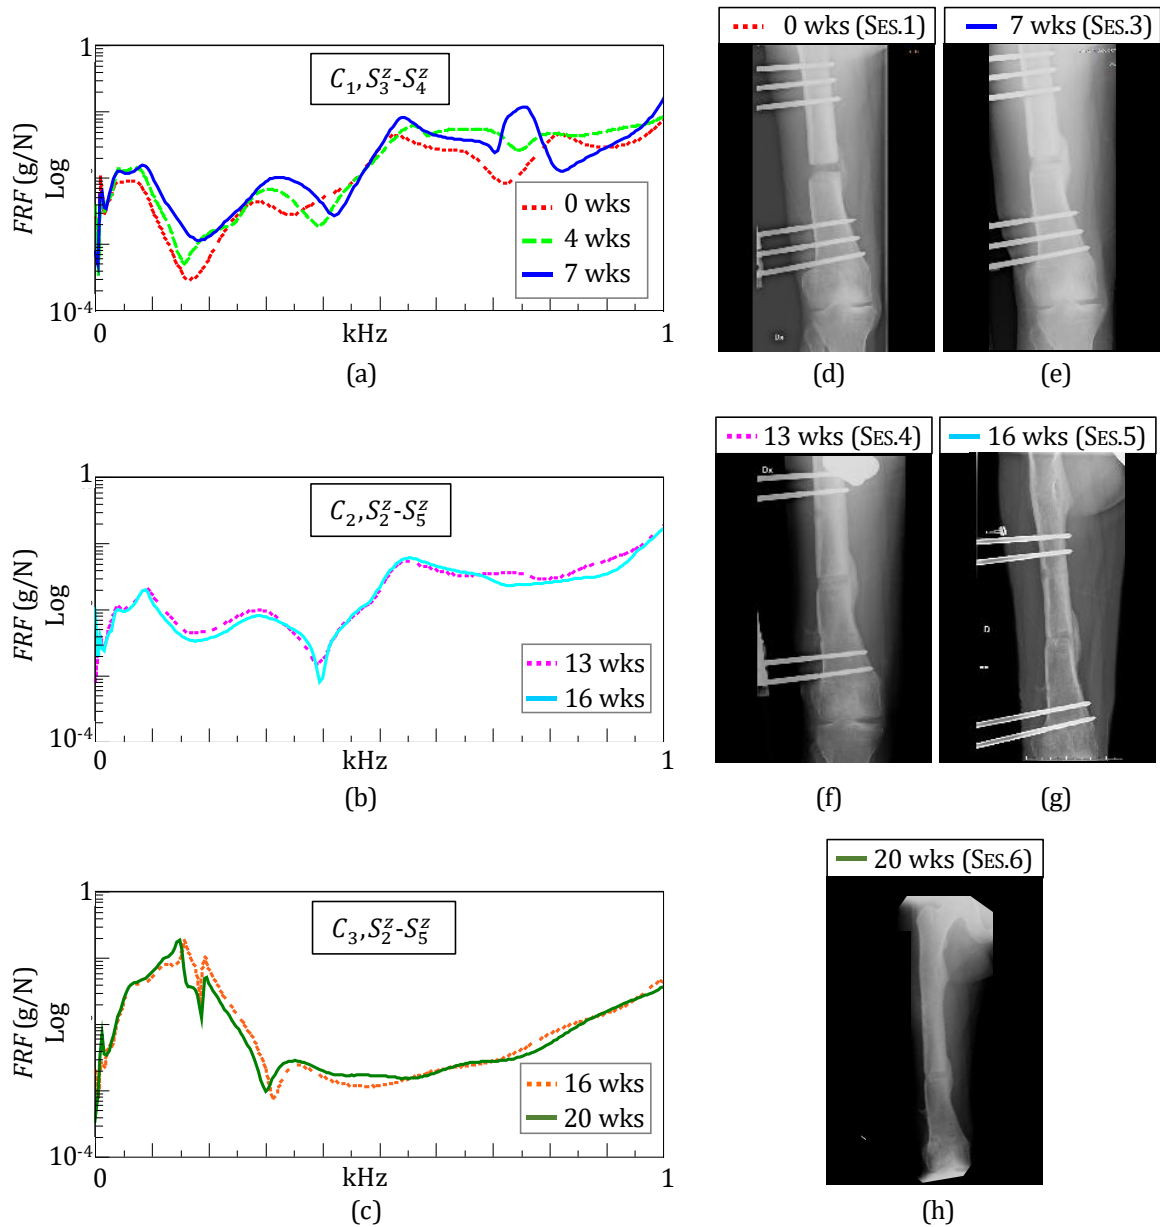 1
C₁, S₃ᶻ-S₄ᶻ
FRF (g/N)
Log
0 wks
4 wks
7 wks
10⁻⁴
0
kHz
1
(a)
0 wks (SES.1)
7 wks (SES.3)
Dx
(d)
(e)
1
C₂, S₂ᶻ-S₅ᶻ
FRF (g/N)
Log
13 wks
16 wks
10⁻⁴
0
kHz
1
(b)
13 wks (SES.4)
16 wks (SES.5)
Dx
D
(f)
(g)
1
C₃, S₂ᶻ-S₅ᶻ
FRF (g/N)
Log
16 wks
20 wks
10⁻⁴
0
kHz
1
(c)
20 wks (SES.6)
(h)